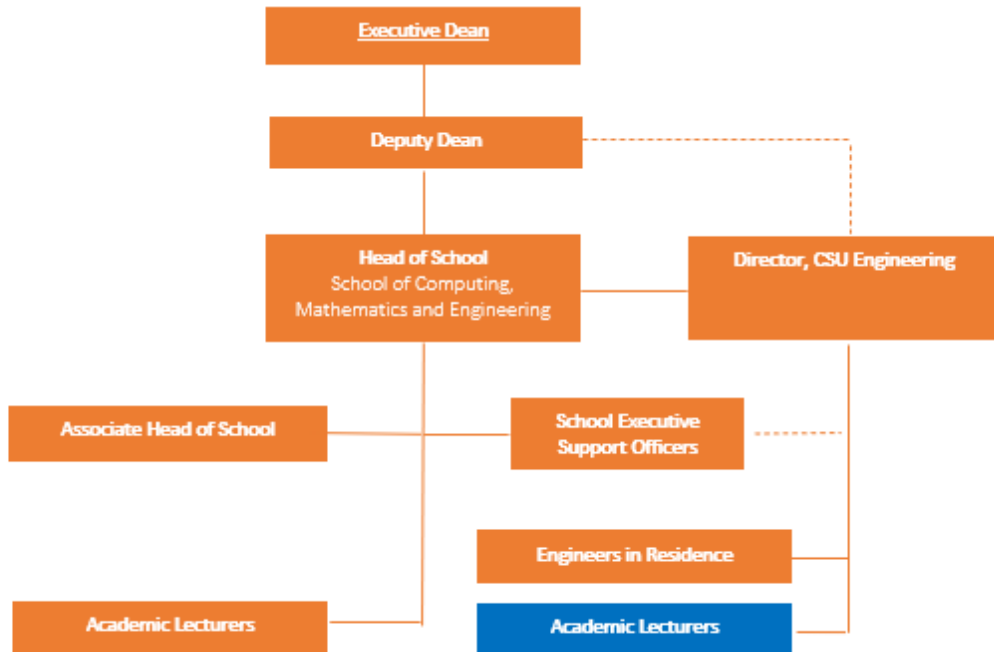 Executive Dean
Deputy Dean
Head of School
School of Computing,
Mathematics and Engineering
Director, CSU Engineering
Associate Head of School
School Executive
Support Officers
Engineers in Residence
Academic Lecturers
Academic Lecturers